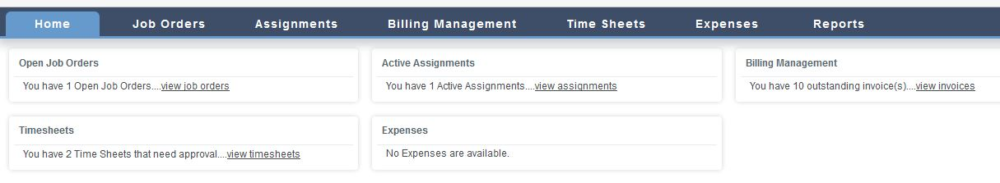 Home Job Orders Assignments Billing Management Time Sheets Expenses Reports
Open Job Orders
You have 1 Open Job Orders....view job orders
Active Assignments
You have 1 Active Assignments....view assignments
Billing Management
You have 10 outstanding invoice(s)....view invoices
Timesheets
You have 2 Time Sheets that need approval....view timesheets
Expenses
No Expenses are available.